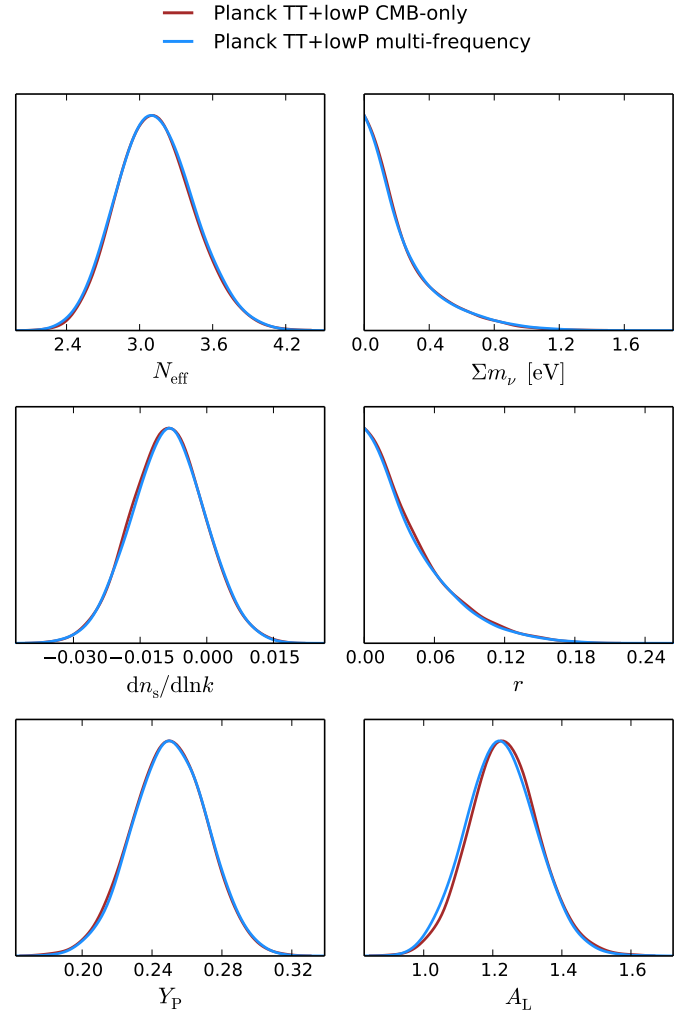 Planck TT+lowP CMB-only
Planck TT+lowP multi-frequency
2.4 3.0 3.6 4.2
N_eff
0.0 0.4 0.8 1.2 1.6
Σm_ν [eV]
−0.030 −0.015 0.000 0.015
dn_s/dlnk
0.00 0.06 0.12 0.18 0.24
r
0.20 0.24 0.28 0.32
Y_P
1.0 1.2 1.4 1.6
A_L